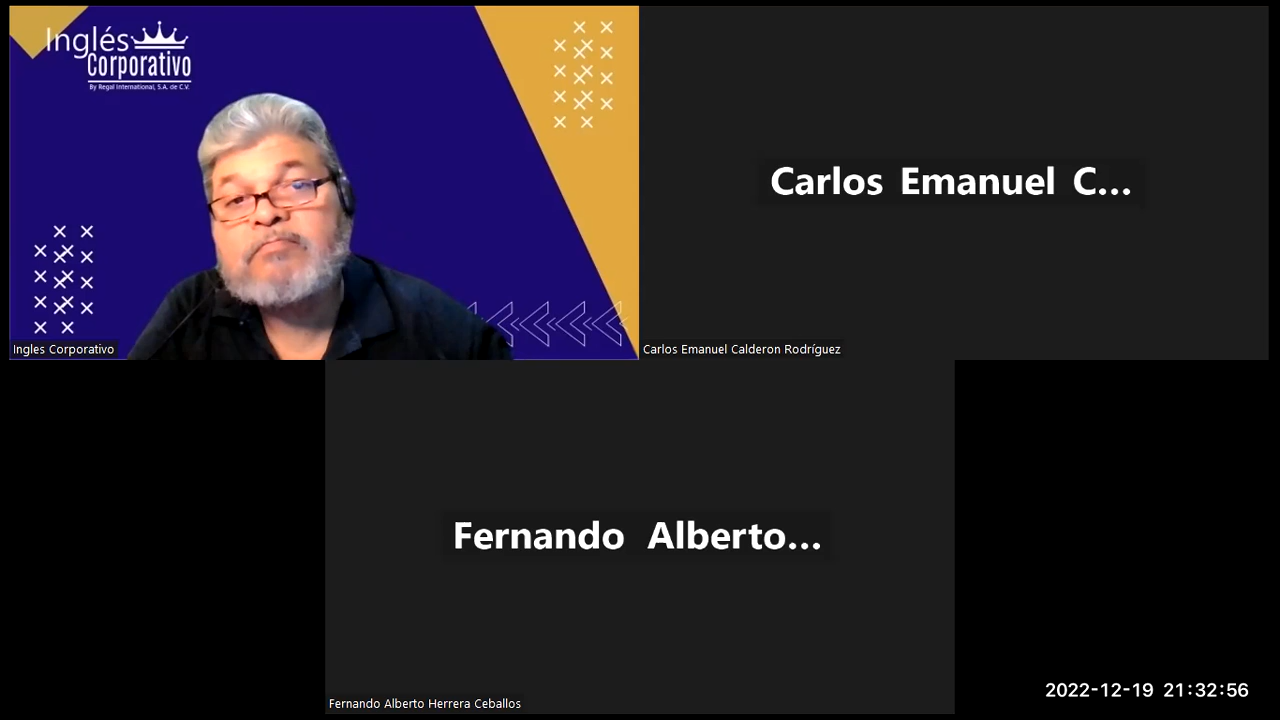 Inglés
Corporativo
By Regal International, S.A. de C.V.
Ingles Corporativo
Carlos Emanuel C...
Carlos Emanuel Calderon Rodríguez
Fernando Alberto...
Fernando Alberto Herrera Ceballos
2022-12-19 21:32:56